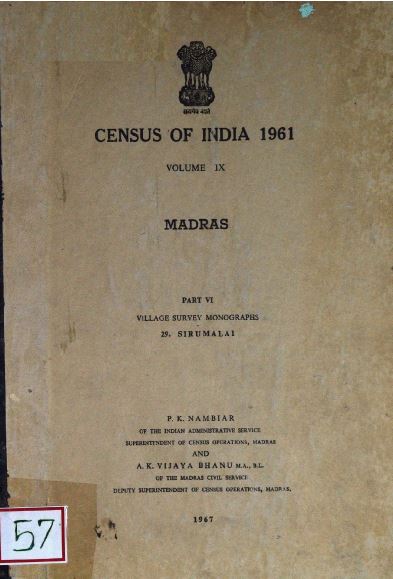 सत्यमेव जयते
CENSUS OF INDIA 1961
VOLUME IX
MADRAS
PART VI
VILLAGE SURVEY MONOGRAPHS
29. SIRUMALAI
P. K. NAMBIAR
OF THE INDIAN ADMINISTRATIVE SERVICE
SUPERINTENDENT OF CENSUS OPERATIONS, MADRAS
AND
A. K. VIJAYA BHANU M.A., B.L.
OF THE MADRAS CIVIL SERVICE
DEPUTY SUPERINTENDENT OF CENSUS OPERATIONS, MADRAS.
1967
57